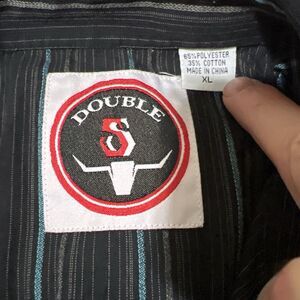 65% POLYESTER
35% COTTON
MADE IN CHINA
XL
DOUBLE
S